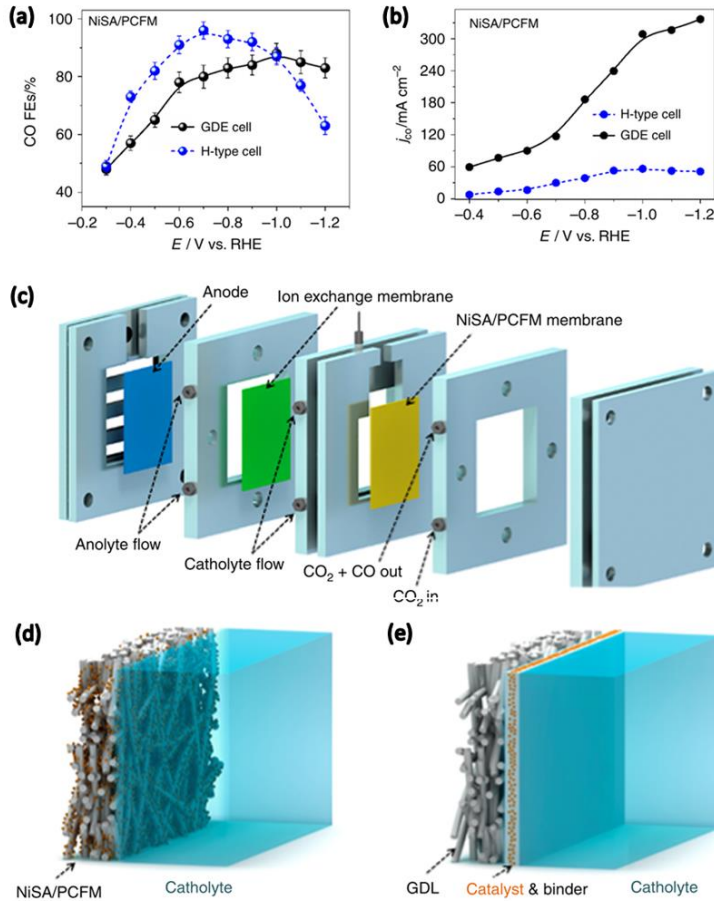 (a)
NiSA/PCFM
CO FEs/%
100
80
60
40
GDE cell
H-type cell
−0.2 −0.4 −0.6 −0.8 −1.0 −1.2
E / V vs. RHE
(b)
NiSA/PCFM
jco/mA cm−2
300
240
180
120
60
0
H-type cell
GDE cell
−0.4 −0.6 −0.8 −1.0 −1.2
E / V vs. RHE
(c)
Anode
Ion exchange membrane
NiSA/PCFM membrane
Anolyte flow
Catholyte flow
CO2 + CO out
CO2 in
(d)
NiSA/PCFM
Catholyte
(e)
GDL
Catalyst & binder
Catholyte